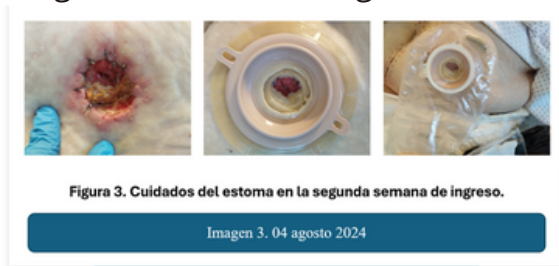 Figura 3. Cuidados del estoma en la segunda semana de ingreso.
Imagen 3. 04 agosto 2024